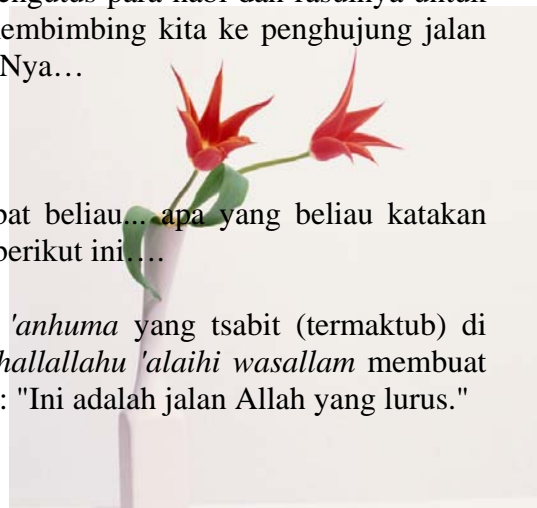 engutus para nabi dan rasulnya untuk
embimbing kita ke penghujung jalan
Nya…
pat beliau... apa yang beliau katakan
berikut ini….
'anhuma yang tsabit (termaktub) di
hallallahu 'alaihi wasallam membuat
: "Ini adalah jalan Allah yang lurus."